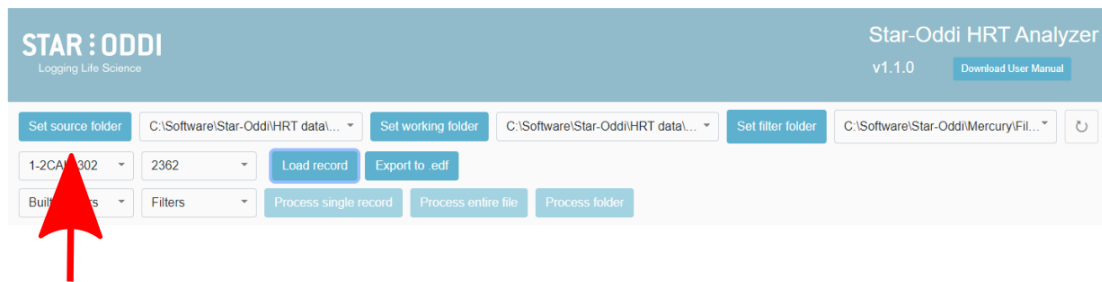 STAR:ODDI
Logging Life Science
Star-Oddi HRT Analyzer
v1.1.0 Download User Manual
Set source folder C:\Software\Star-Oddi\HRT data\... Set working folder C:\Software\Star-Oddi\HRT data\... Set filter folder C:\Software\Star-Oddi\Mercury\Fil...
302 2362 Load record Export to .edf
Filters Process single record Process entire file Process folder